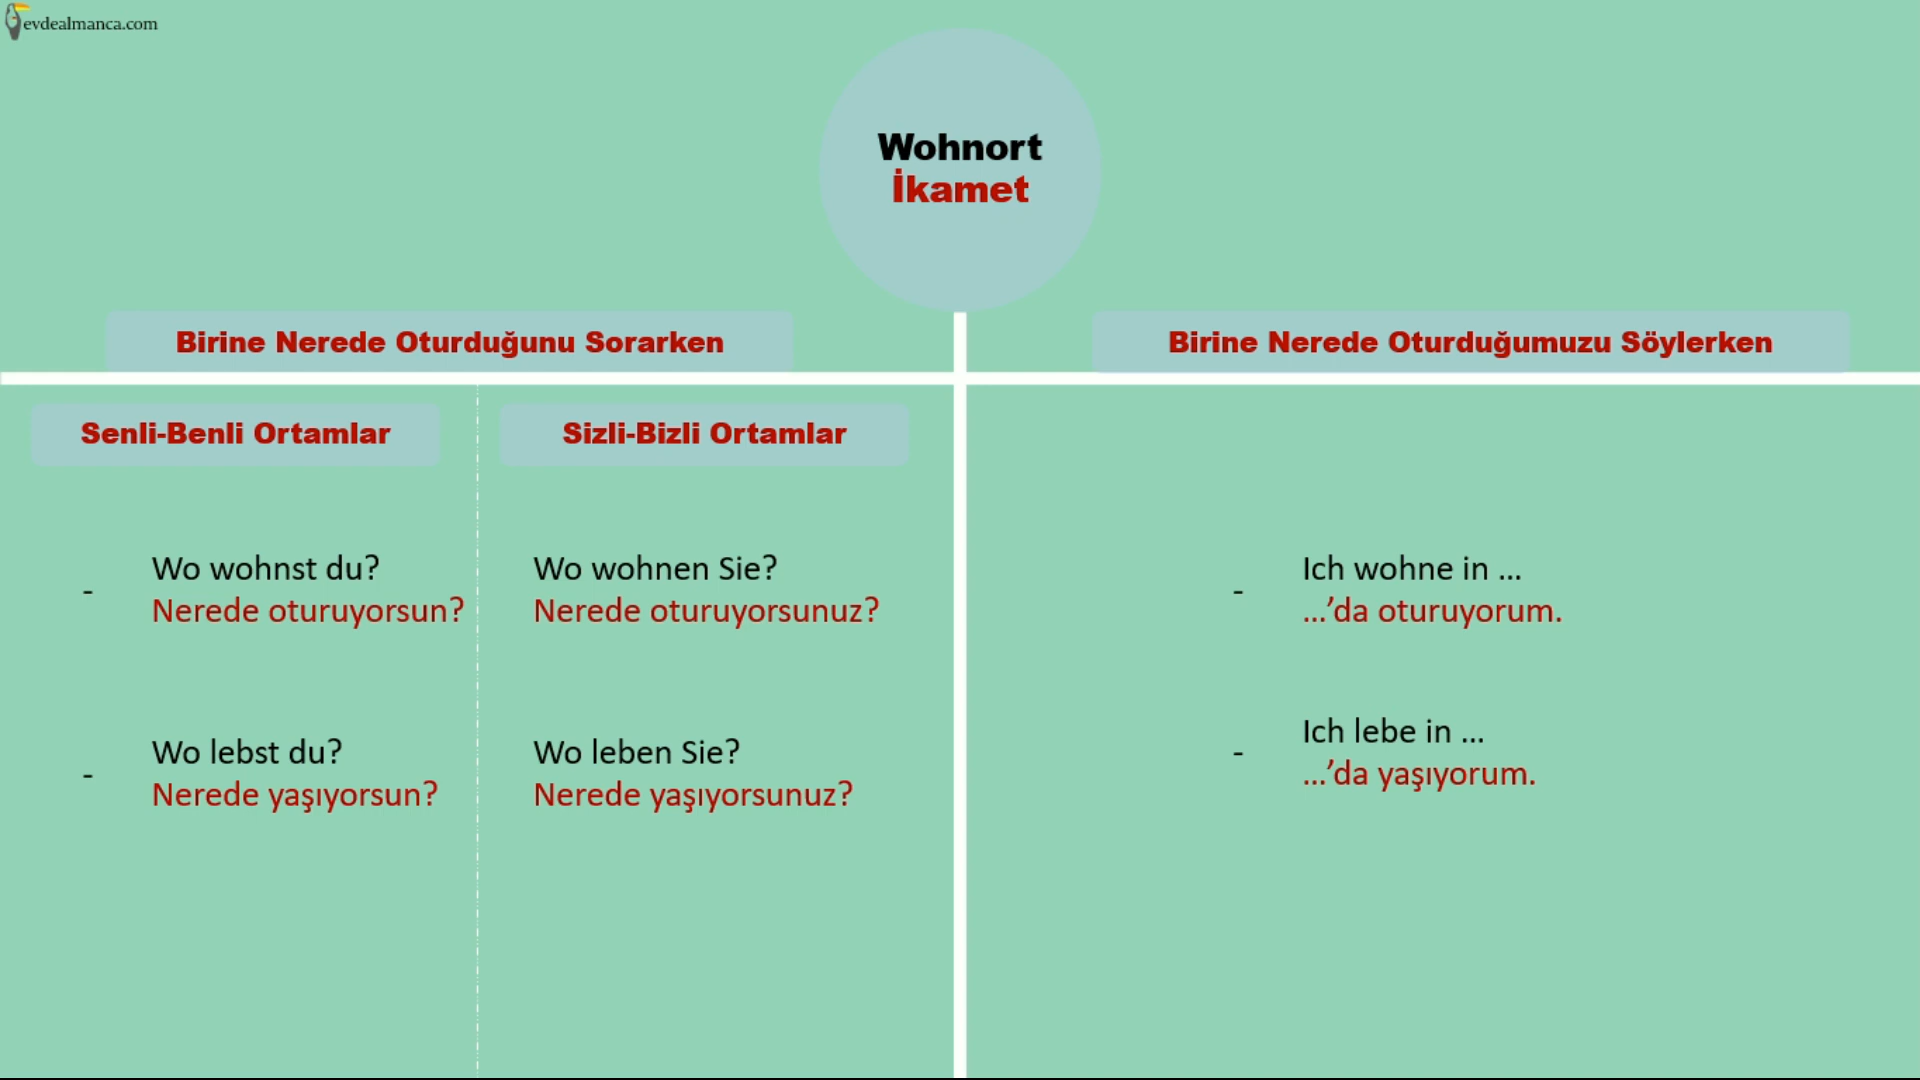 evdealmanca.com
Wohnort
İkamet
Birine Nerede Oturduğunu Sorarken
Birine Nerede Oturduğumuzu Söylerken
Senli-Benli Ortamlar
Sizli-Bizli Ortamlar
- Wo wohnst du?
Nerede oturuyorsun?
Wo wohnen Sie?
Nerede oturuyorsunuz?
- Wo lebst du?
Nerede yaşıyorsun?
Wo leben Sie?
Nerede yaşıyorsunuz?
- Ich wohne in ...
...’da oturuyorum.
- Ich lebe in ...
...’da yaşıyorum.